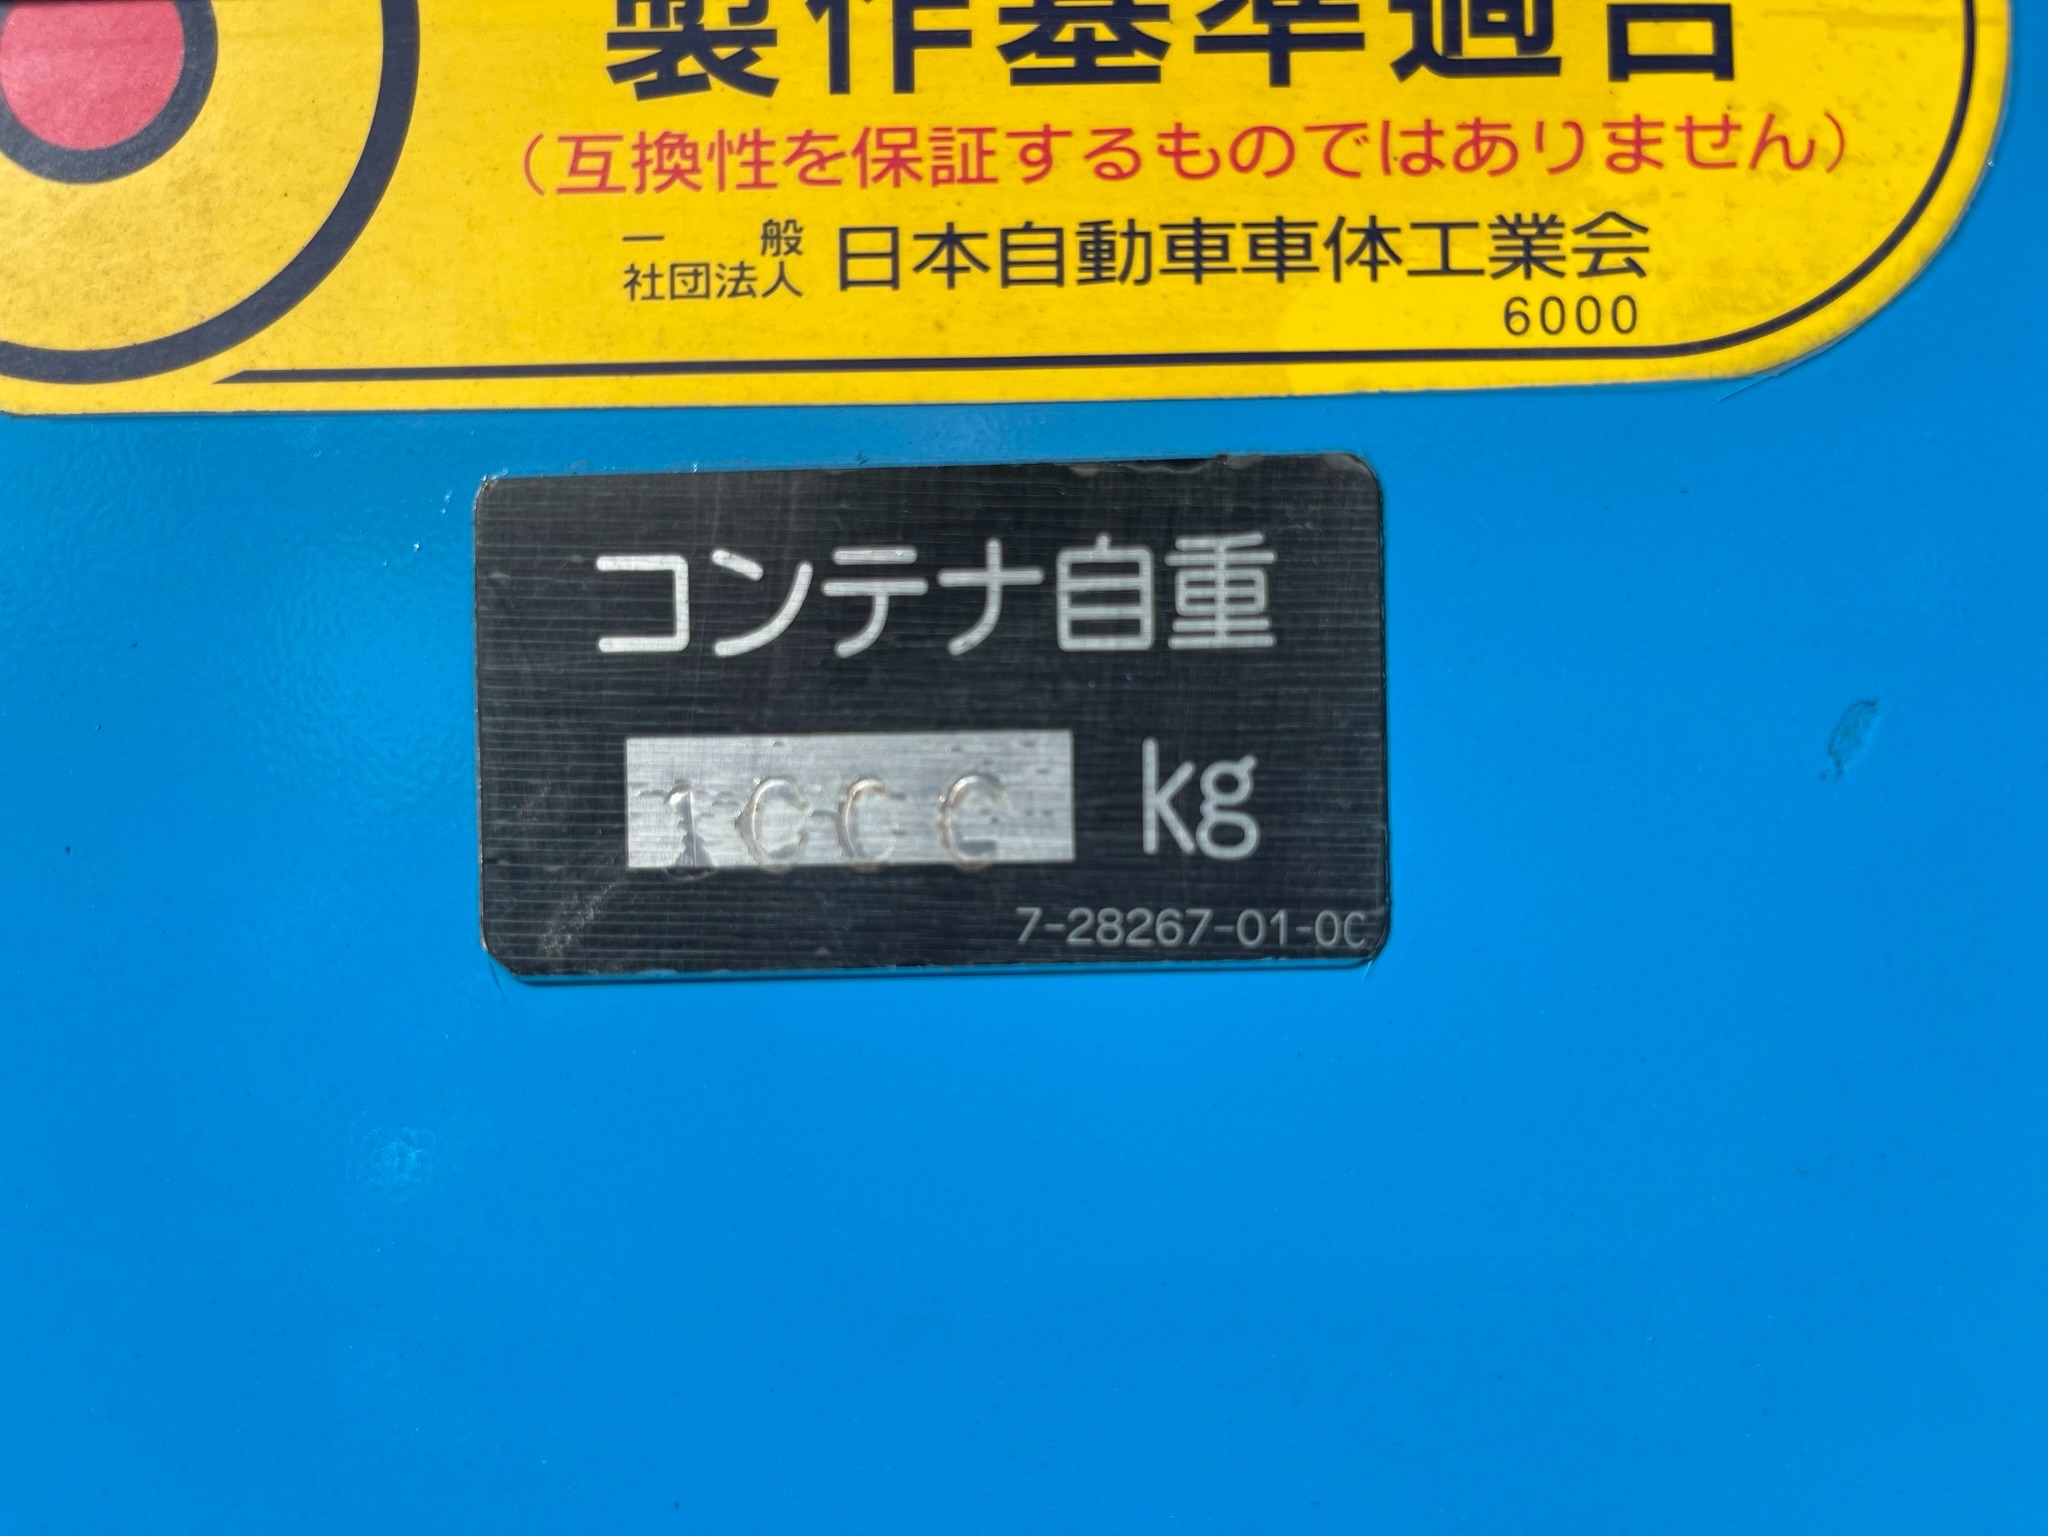 製作基準適合
（互換性を保証するものではありません）
一般社団法人 日本自動車車体工業会
6000
コンテナ自重
1000 kg
7-28267-01-0C